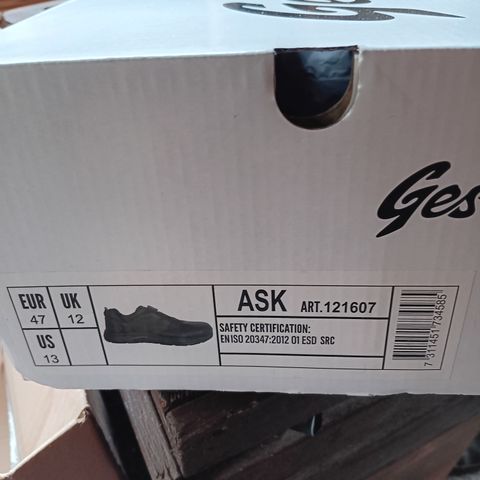 Ges
EUR
47
UK
12
US
13
ASK ART.121607
SAFETY CERTIFICATION:
EN ISO 20347:2012 O1 ESD SRC
7 311451 734585